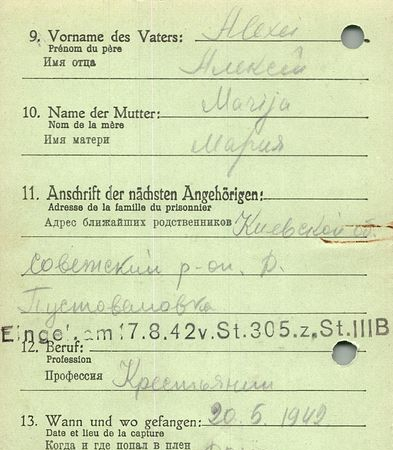 9. Vorname des Vaters: Alexei
Prénom du père
Имя отца Алексей
10. Name der Mutter: Marija
Nom de la mère
Имя матери Мария
11. Anschrift der nächsten Angehörigen:
Adresse de la famille du prisonnier
Адрес ближайших родственников Киевской об.
Советский р-он. д.
Пустоваловка
Eingel. am 17.8.42 v. St. 305. z. St. III B
12. Beruf:
Profession
Профессия Крестьянин
13. Wann und wo gefangen: 20.5.1942
Date et lieu de la capture
Когда и где попал в плен